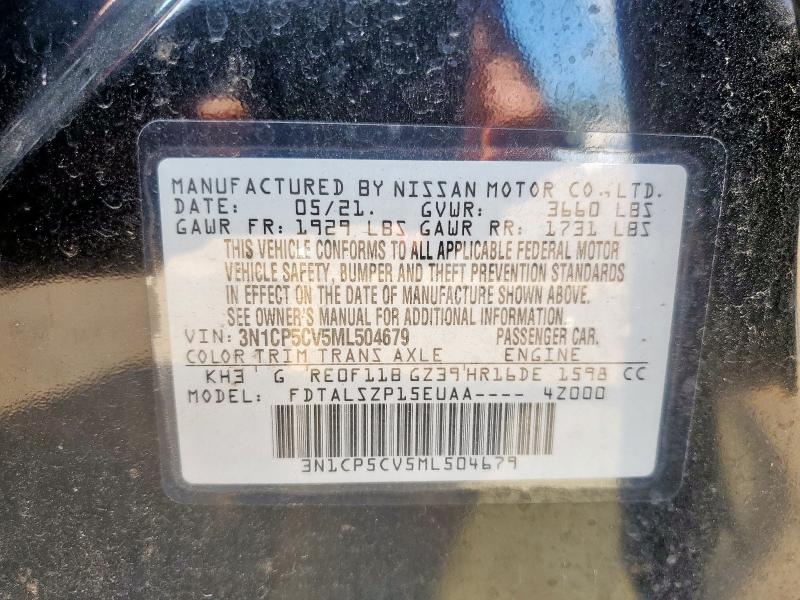 MANUFACTURED BY NISSAN MOTOR CO., LTD.
DATE: 05/21. GVWR: 3660 LBS
GAWR FR: 1929 LBS GAWR RR: 1731 LBS
THIS VEHICLE CONFORMS TO ALL APPLICABLE FEDERAL MOTOR
VEHICLE SAFETY, BUMPER AND THEFT PREVENTION STANDARDS
IN EFFECT ON THE DATE OF MANUFACTURE SHOWN ABOVE.
SEE OWNER'S MANUAL FOR ADDITIONAL INFORMATION.
VIN: 3N1CP5CV5ML504679 PASSENGER CAR.
COLOR TRIM TRANS AXLE ENGINE
KH3 ' G RE0F11B GZ39'HR16DE 1598 CC
MODEL: FDTALSZP15EUAA---- 4Z000
3N1CP5CV5ML504679